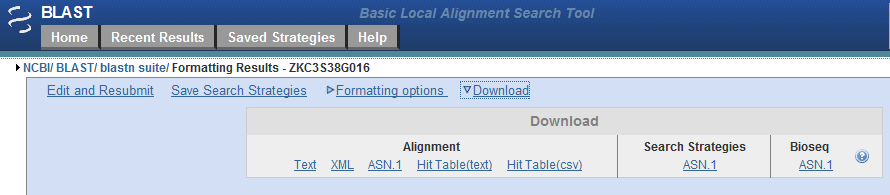 BLAST
Basic Local Alignment Search Tool
Home Recent Results Saved Strategies Help
NCBI/ BLAST/ blastn suite/ Formatting Results - ZKC3S38G016
Edit and Resubmit Save Search Strategies Formatting options Download
Download
Alignment Search Strategies Bioseq
Text XML ASN.1 Hit Table(text) Hit Table(csv) ASN.1 ASN.1 ?